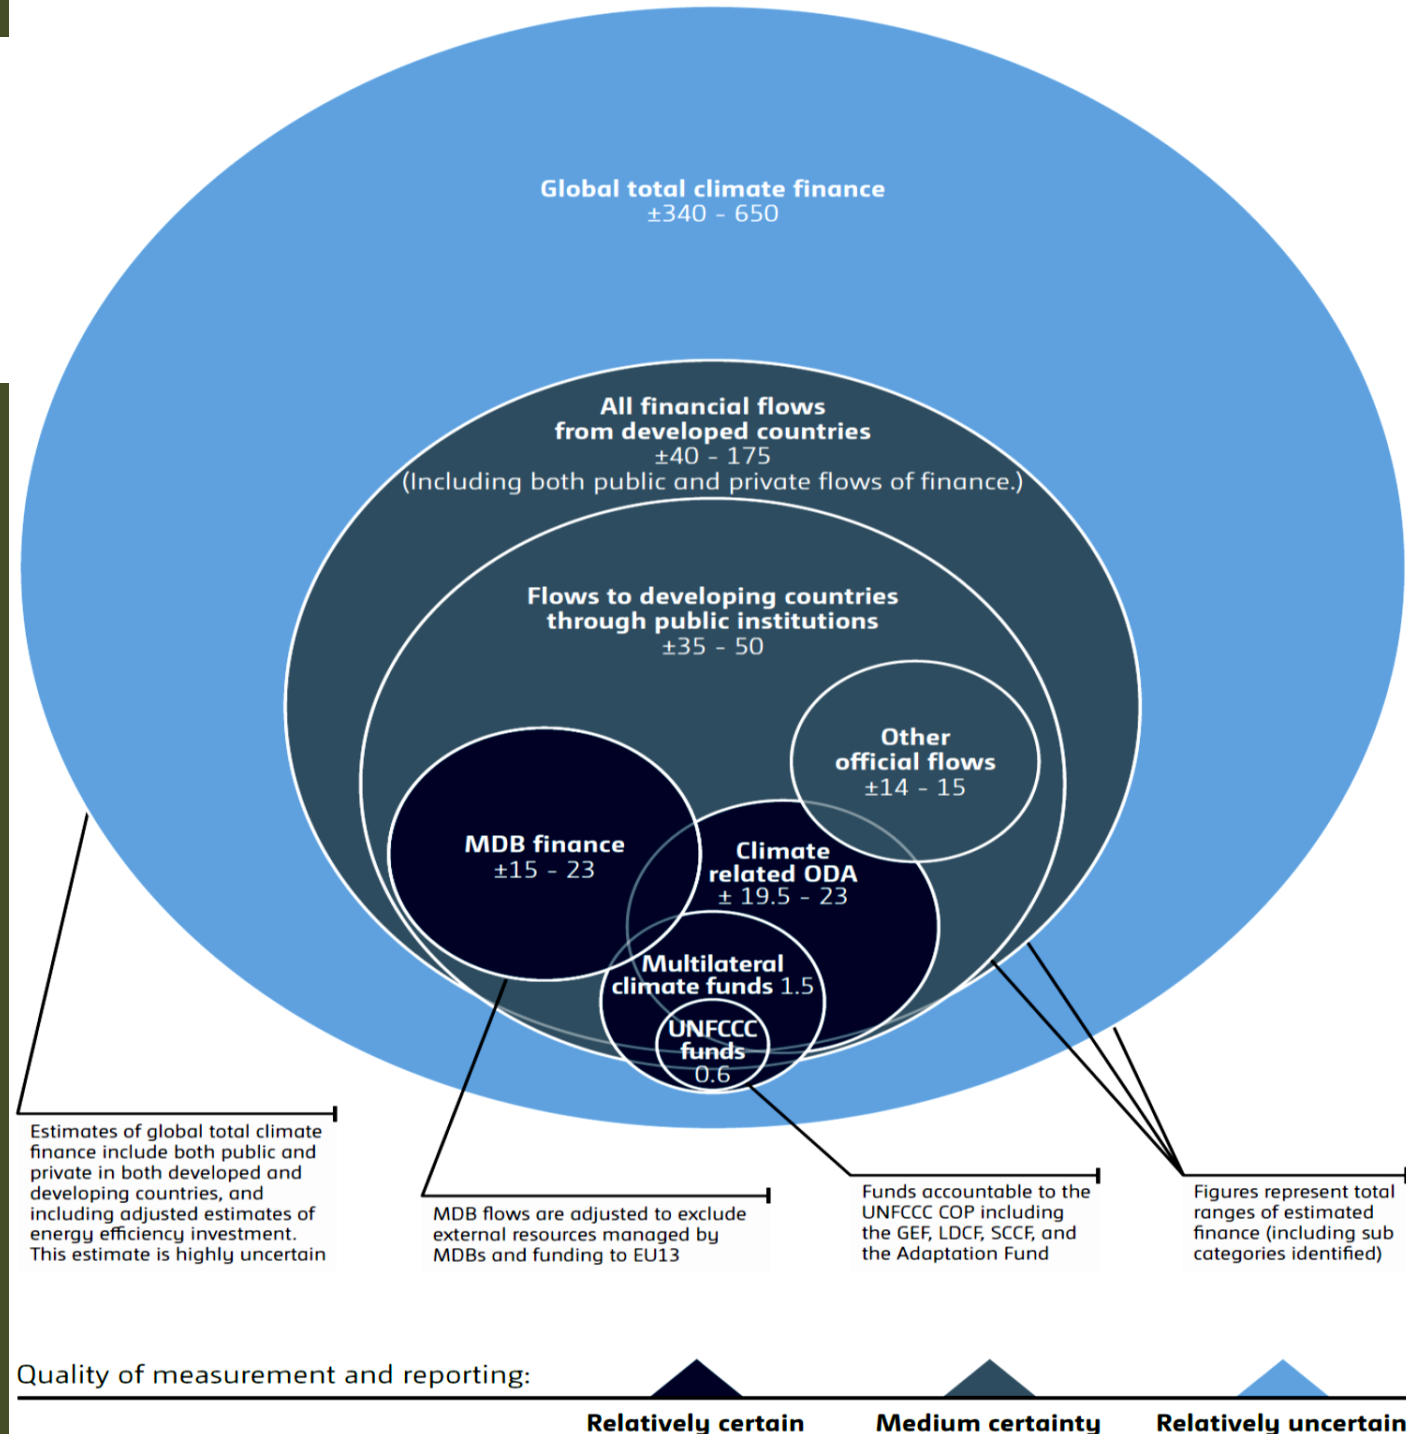 Global total climate finance
±340 - 650
All financial flows
from developed countries
±40 - 175
(Including both public and private flows of finance.)
Flows to developing countries
through public institutions
±35 - 50
Other
official flows
±14 - 15
MDB finance
±15 - 23
Climate
related ODA
± 19.5 - 23
Multilateral
climate funds 1.5
UNFCCC
funds
0.6
Estimates of global total climate
finance include both public and
private in both developed and
developing countries, and
including adjusted estimates of
energy efficiency investment.
This estimate is highly uncertain
MDB flows are adjusted to exclude
external resources managed by
MDBs and funding to EU13
Funds accountable to the
UNFCCC COP including
the GEF, LDCF, SCCF, and
the Adaptation Fund
Figures represent total
ranges of estimated
finance (including sub
categories identified)
Quality of measurement and reporting:
Relatively certain
Medium certainty
Relatively uncertain